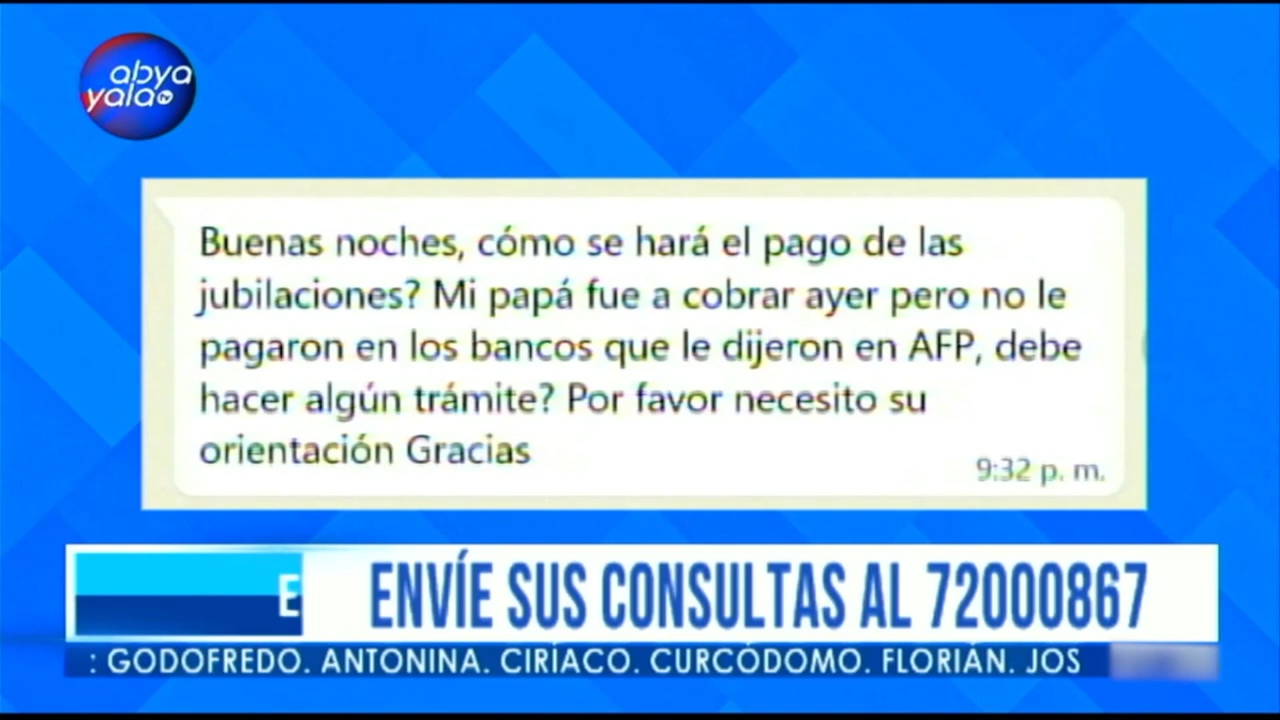 abya
yala tv
Buenas noches, cómo se hará el pago de las
jubilaciones? Mi papá fue a cobrar ayer pero no le
pagaron en los bancos que le dijeron en AFP, debe
hacer algún trámite? Por favor necesito su
orientación Gracias
9:32 p. m.
E
ENVÍE SUS CONSULTAS AL 72000867
: GODOFREDO. ANTONINA. CIRÍACO. CURCÓDOMO. FLORIÁN. JOS